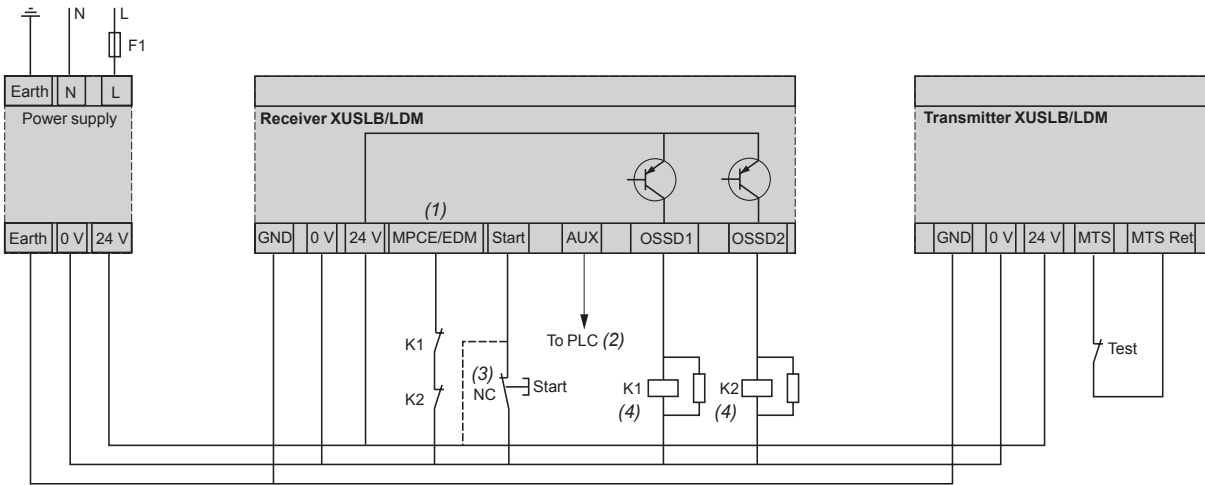 N
L
F1
Earth
N
L
Power supply
Earth
0 V
24 V
Receiver XUSLB/LDM
(1)
GND
0 V
24 V
MPCE/EDM
Start
AUX
OSSD1
OSSD2
K1
K2
(3)
NC
Start
To PLC (2)
K1
(4)
K2
(4)
Transmitter XUSLB/LDM
GND
0 V
24 V
MTS
MTS Ret
Test